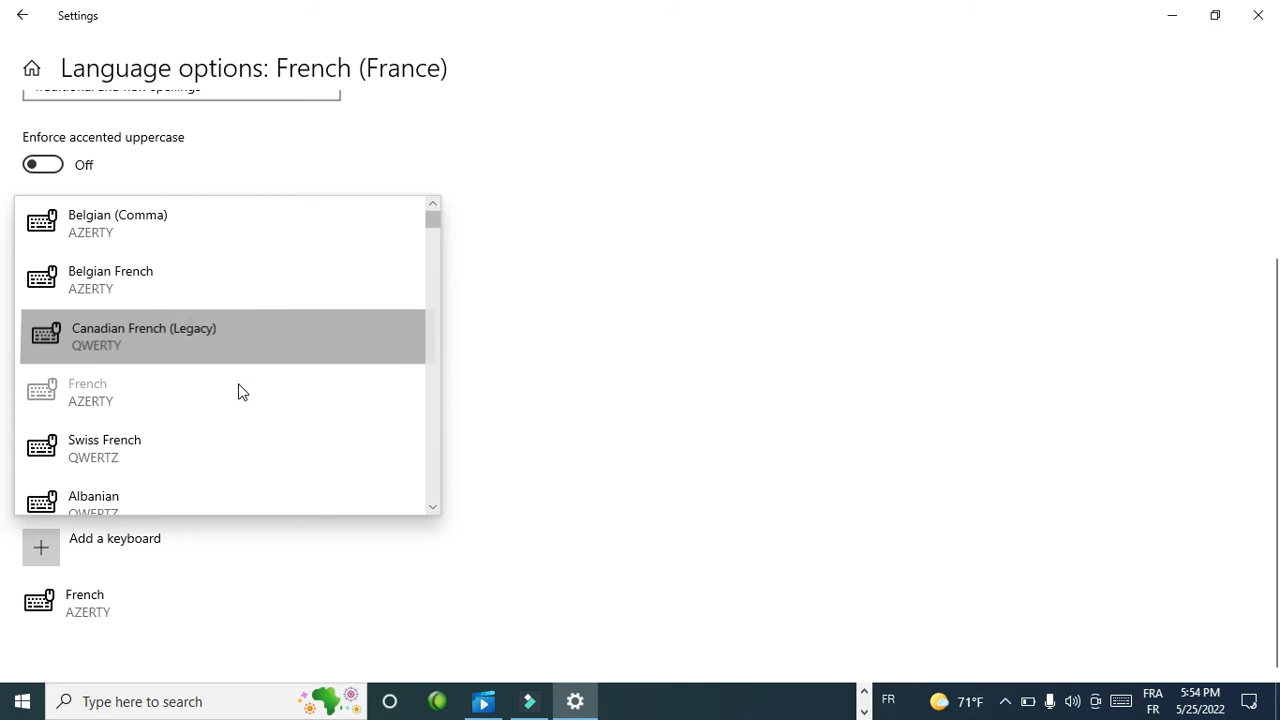 Settings
Language options: French (France)
Enforce accented uppercase
Off
Belgian (Comma)
AZERTY
Belgian French
AZERTY
Canadian French (Legacy)
QWERTY
French
AZERTY
Swiss French
QWERTZ
Albanian
QWERTZ
Add a keyboard
French
AZERTY
Type here to search
FR
71°F
FRA
FR
5:54 PM
5/25/2022